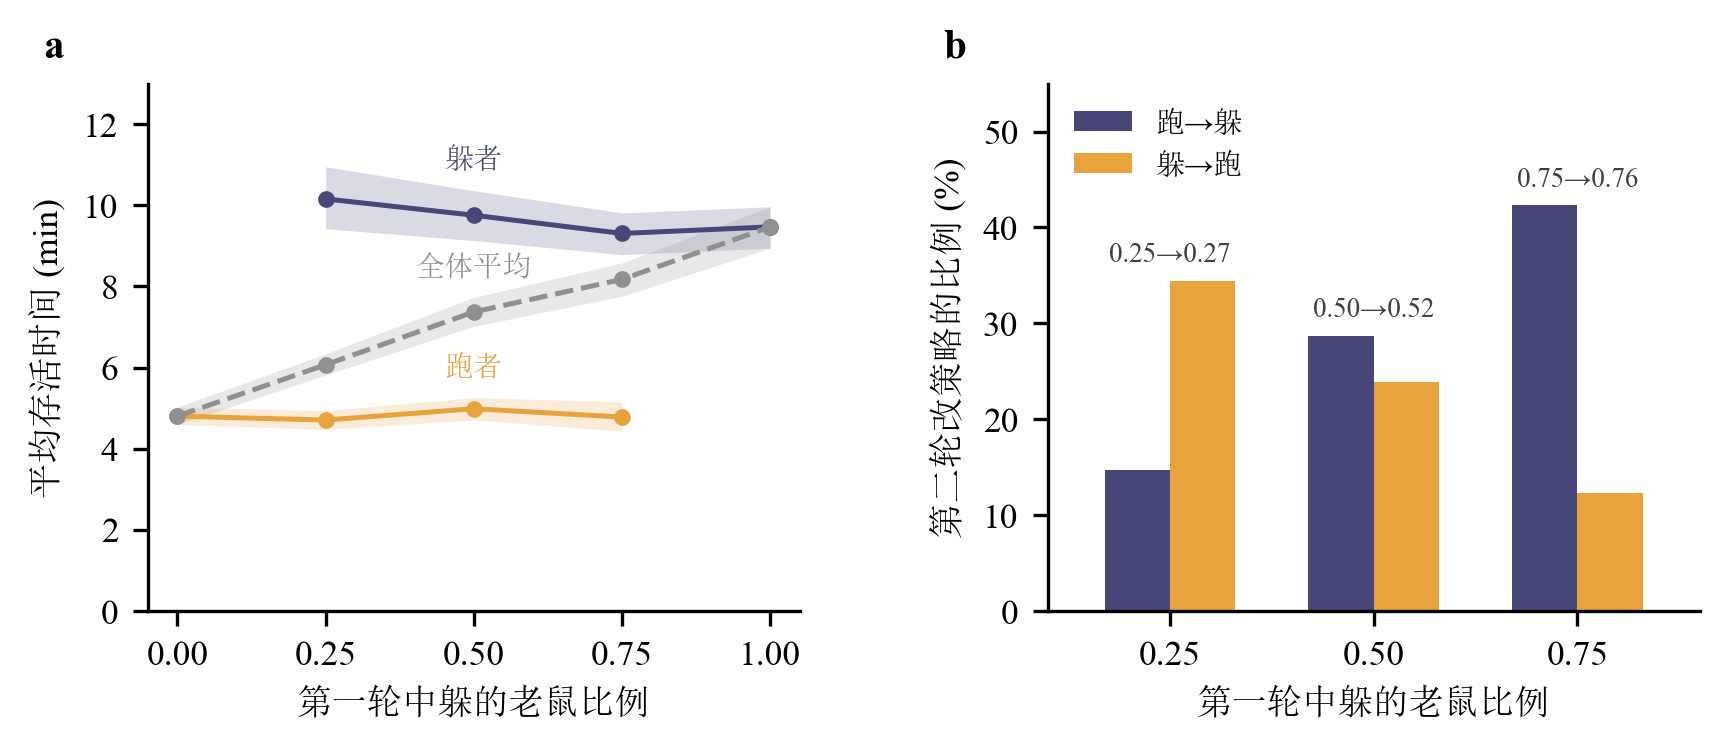 a
平均存活时间 (min)
12
10
8
6
4
2
0
躲者
全体平均
跑者
0.00 0.25 0.50 0.75 1.00
第一轮中躲的老鼠比例
b
第二轮改策略的比例 (%)
50
40
30
20
10
0
跑→躲
躲→跑
0.25→0.27
0.50→0.52
0.75→0.76
0.25 0.50 0.75
第一轮中躲的老鼠比例